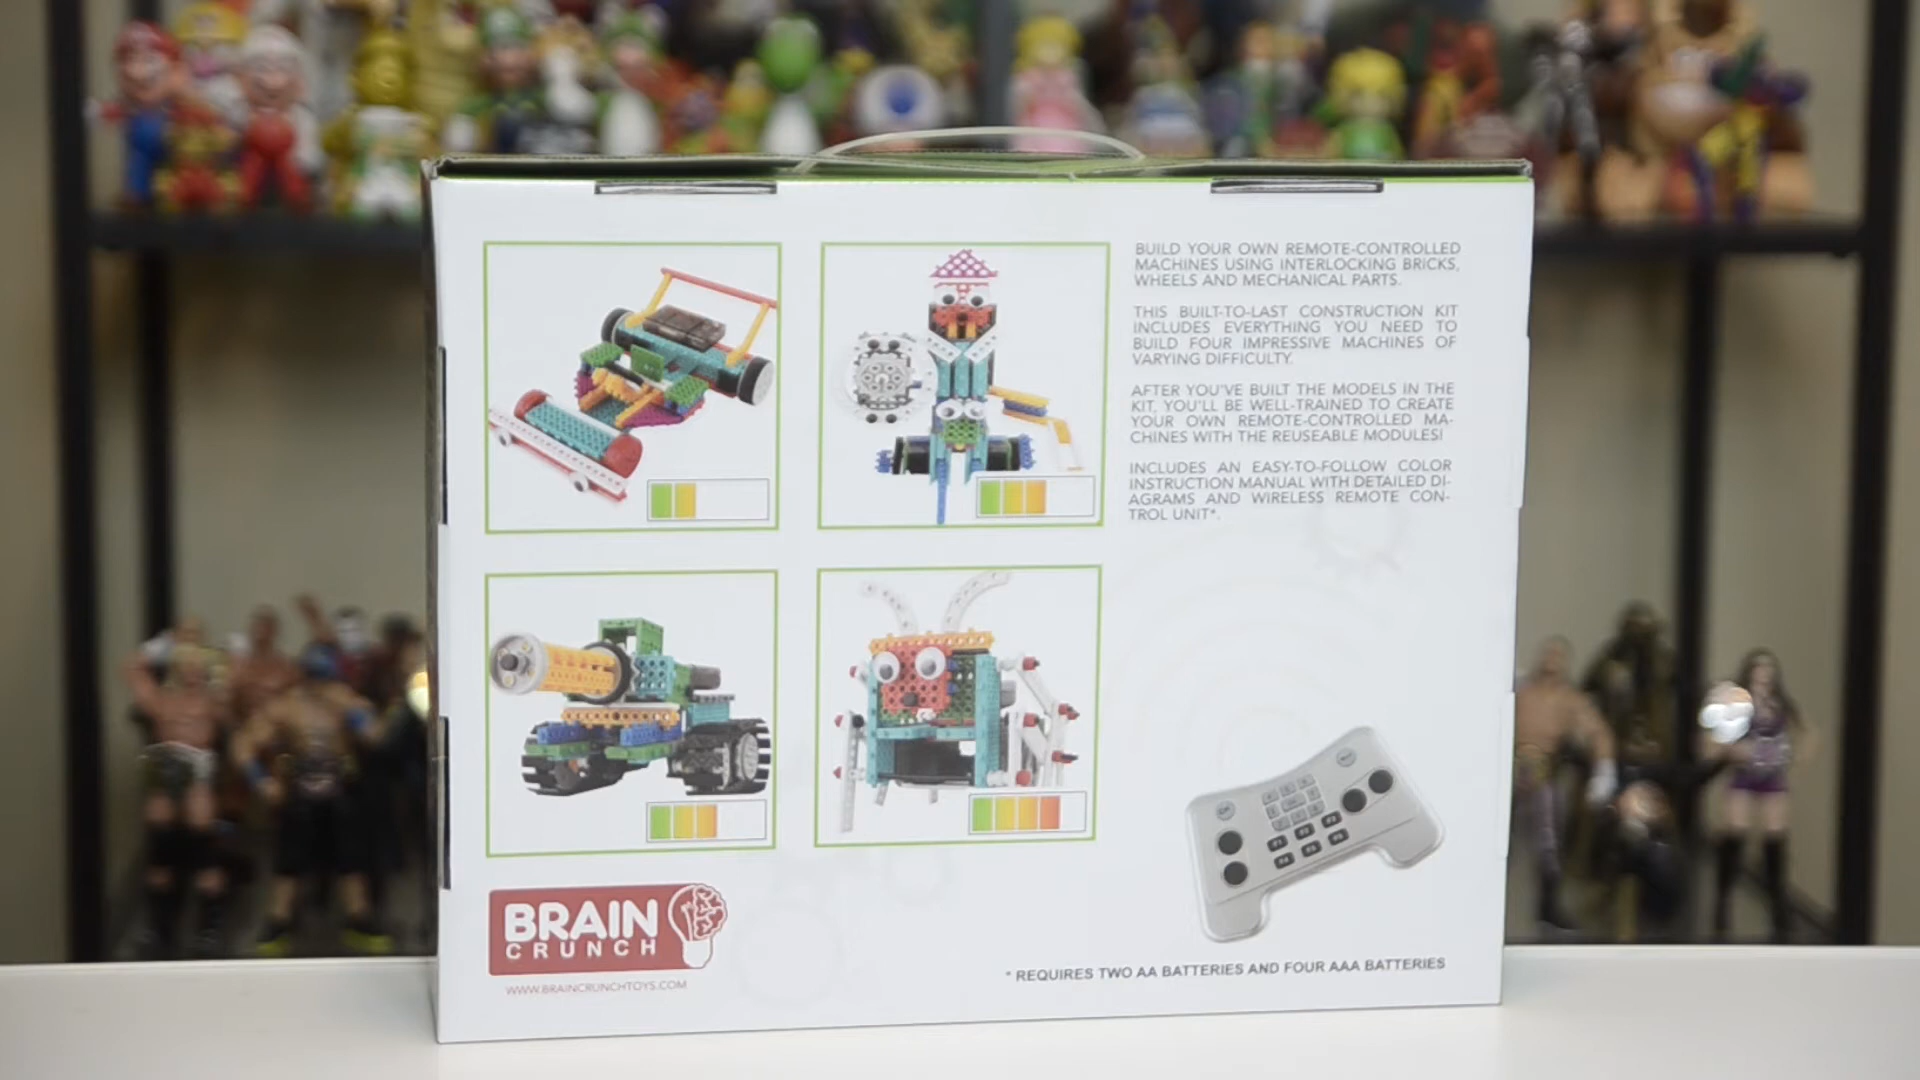 BUILD YOUR OWN REMOTE-CONTROLLED
MACHINES USING INTERLOCKING BRICKS,
WHEELS AND MECHANICAL PARTS.
THIS BUILT-TO-LAST CONSTRUCTION KIT
INCLUDES EVERYTHING YOU NEED TO
BUILD FOUR IMPRESSIVE MACHINES OF
VARYING DIFFICULTY.
AFTER YOU'VE BUILT THE MODELS IN THE
KIT, YOU'LL BE WELL-TRAINED TO CREATE
YOUR OWN REMOTE-CONTROLLED MA-
CHINES WITH THE REUSEABLE MODULES!
INCLUDES AN EASY-TO-FOLLOW COLOR
INSTRUCTION MANUAL WITH DETAILED DI-
AGRAMS AND WIRELESS REMOTE CON-
TROL UNIT*.
BRAIN
CRUNCH
WWW.BRAINCRUNCHTOYS.COM
* REQUIRES TWO AA BATTERIES AND FOUR AAA BATTERIES